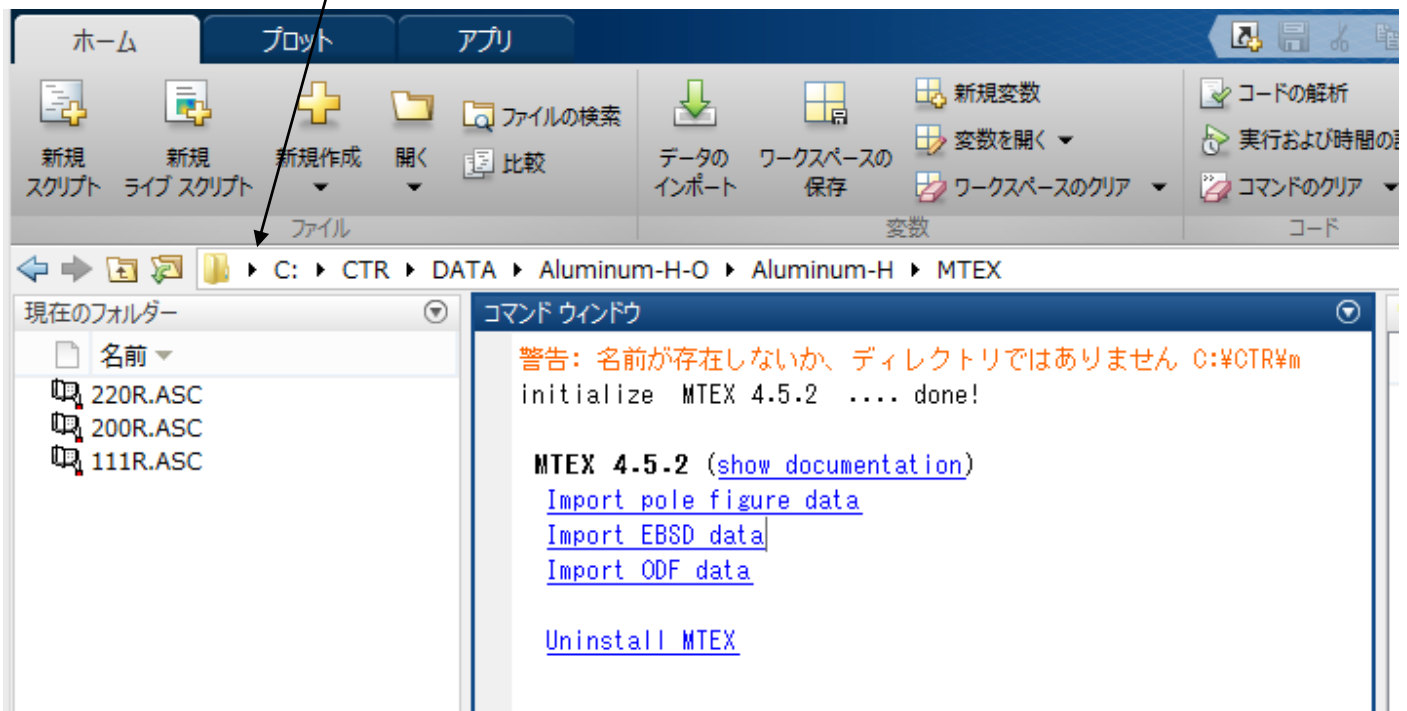 ホーム プロット アプリ
新規 スクリプト
新規 ライブ スクリプト
新規作成
開く
ファイルの検索
比較
データの インポート
ワークスペースの 保存
新規変数
変数を開く
ワークスペースのクリア
コードの解析
実行および時間の
コマンドのクリア
ファイル 変数 コード
C: CTR DATA Aluminum-H-O Aluminum-H MTEX
現在のフォルダー
名前
220R.ASC
200R.ASC
111R.ASC
コマンド ウィンドウ
警告: 名前が存在しないか、ディレクトリではありません C:¥CTR¥m
initialize MTEX 4.5.2 .... done!
MTEX 4.5.2 (show documentation)
Import pole figure data
Import EBSD data
Import ODF data
Uninstall MTEX